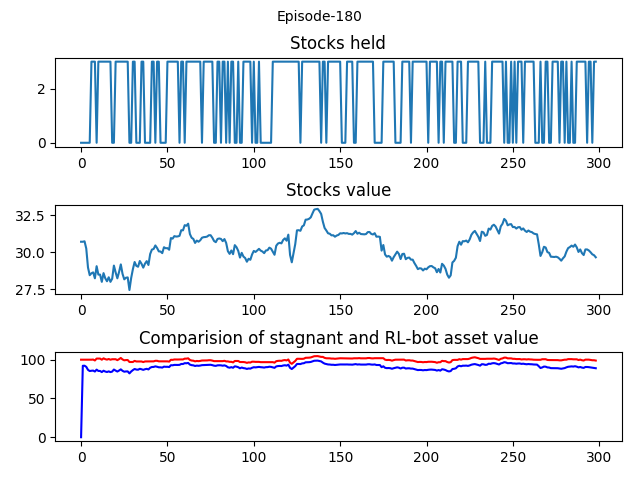 Episode-180
Stocks held
2
0
0 50 100 150 200 250 300
Stocks value
32.5
30.0
27.5
0 50 100 150 200 250 300
Comparision of stagnant and RL-bot asset value
100
50
0
0 50 100 150 200 250 300